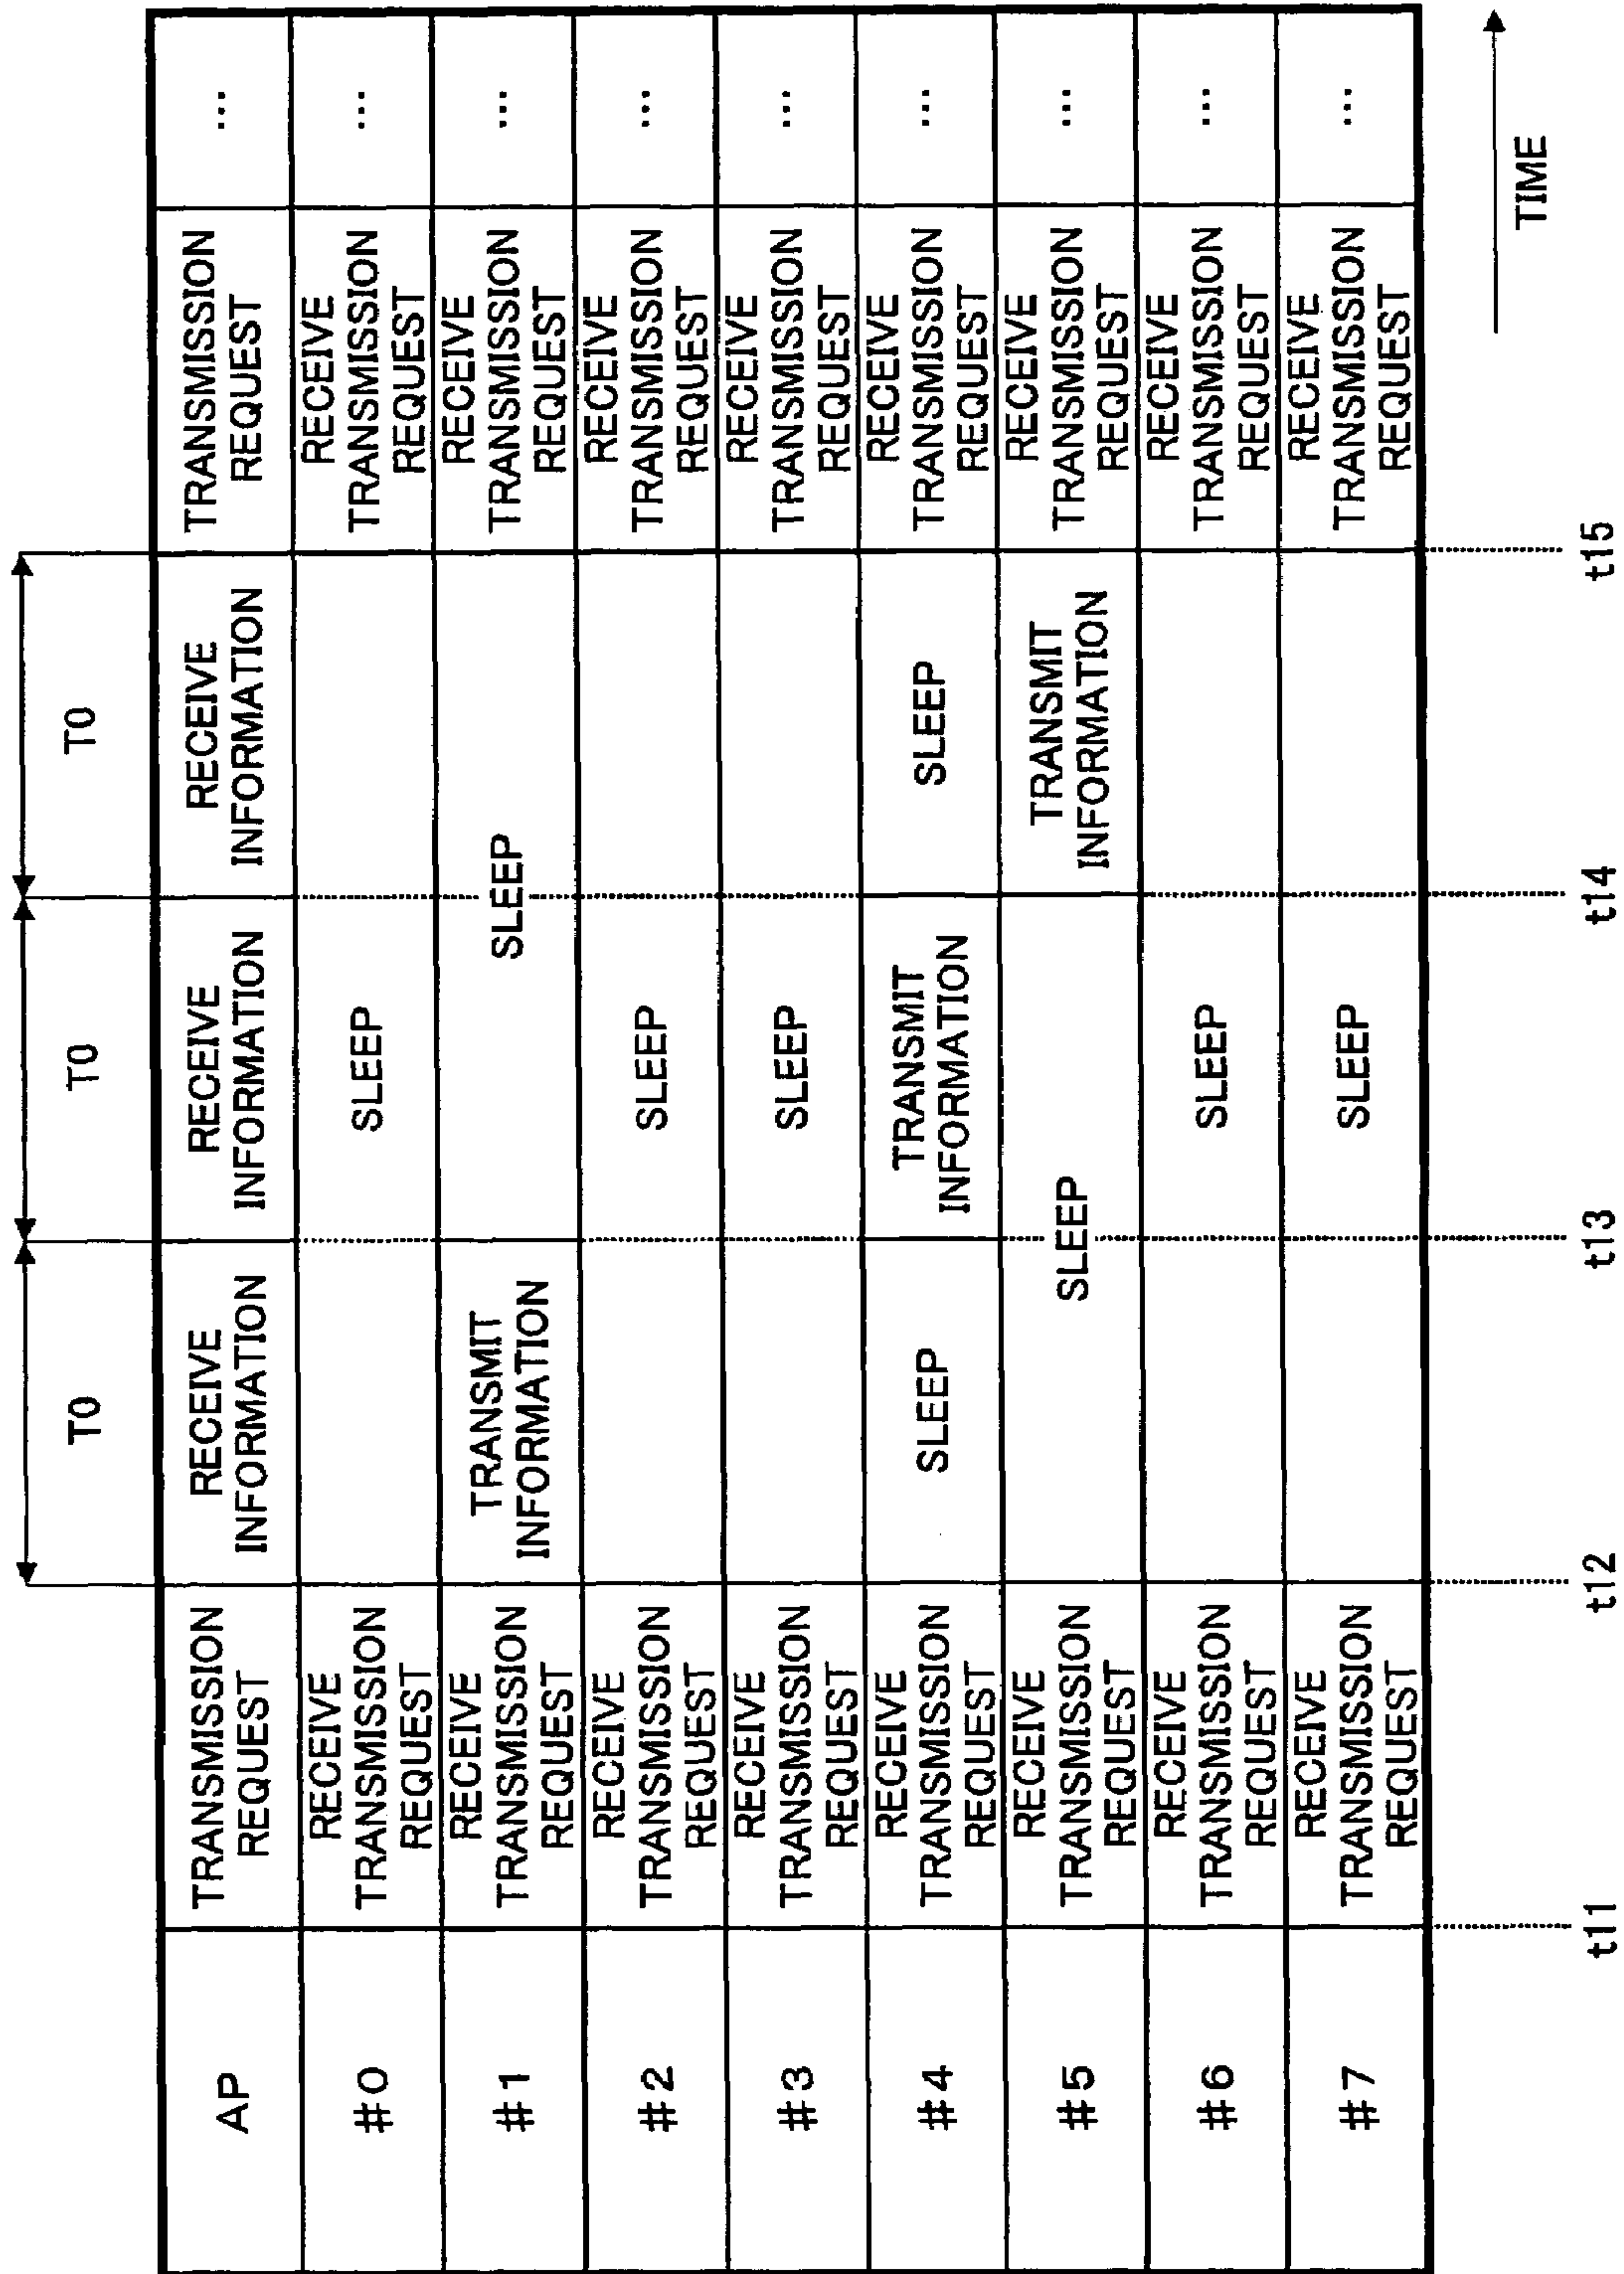 T0
T0
T0
AP
TRANSMISSION
REQUEST
RECEIVE
INFORMATION
RECEIVE
INFORMATION
RECEIVE
INFORMATION
TRANSMISSION
REQUEST
...
#0
RECEIVE
TRANSMISSION
REQUEST
SLEEP
RECEIVE
TRANSMISSION
REQUEST
...
#1
RECEIVE
TRANSMISSION
REQUEST
TRANSMIT
INFORMATION
SLEEP
RECEIVE
TRANSMISSION
REQUEST
...
#2
RECEIVE
TRANSMISSION
REQUEST
SLEEP
RECEIVE
TRANSMISSION
REQUEST
...
#3
RECEIVE
TRANSMISSION
REQUEST
SLEEP
RECEIVE
TRANSMISSION
REQUEST
...
#4
RECEIVE
TRANSMISSION
REQUEST
SLEEP
TRANSMIT
INFORMATION
SLEEP
RECEIVE
TRANSMISSION
REQUEST
...
#5
RECEIVE
TRANSMISSION
REQUEST
SLEEP
TRANSMIT
INFORMATION
RECEIVE
TRANSMISSION
REQUEST
...
#6
RECEIVE
TRANSMISSION
REQUEST
SLEEP
RECEIVE
TRANSMISSION
REQUEST
...
#7
RECEIVE
TRANSMISSION
REQUEST
SLEEP
RECEIVE
TRANSMISSION
REQUEST
...
t11
t12
t13
t14
t15
TIME